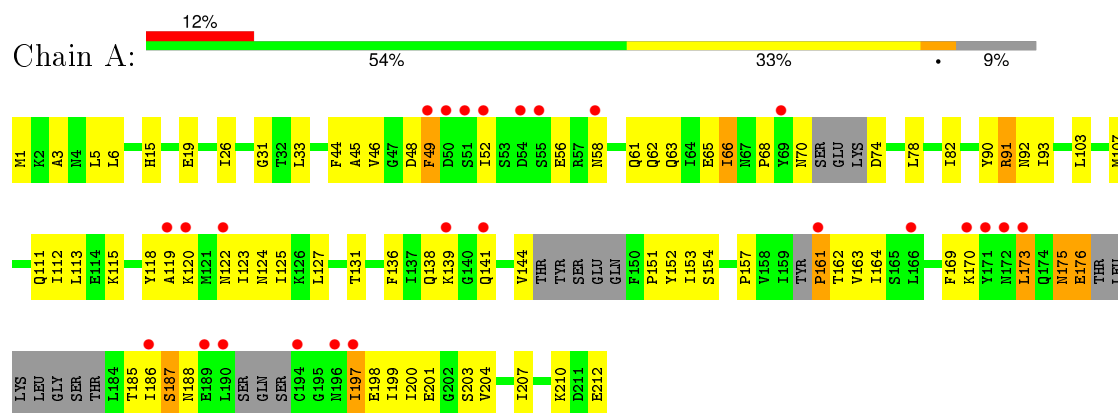 12%
Chain A:
54% 33% • 9%
M1 K2 A3 N4 L5 L6 H15 E19 I26 G31 T32 L33 F44 A45 V46 G47 D48 F49 D50 S51 I52 S53 D54 S55 E56 N57 N58 Q61 Q62 Q63 I64 E65 I66 N67 P68 Y69 N70 SER GLU LYS D74 L78 I82 Y90 R91 N92 I93 L103 M107
Q111 I112 L113 E114 K115 Y118 A119 K120 M121 N122 I123 N124 I125 K126 L127 T131 F136 I137 Q138 K139 G140 Q141 V144 THR TYR SER GLU GLN F150 P151 Y152 I153 S154 P157 V158 I159 TYR P161 T162 V163 I164 S165 L166 F169 K170 Y171 N172 L173 Q174 N175 E176 THR LEU
LYS LEU GLY SER THR L184 T185 I186 S187 N188 E189 L190 SER GLN SER C194 G195 N196 I197 E198 I199 I200 E201 G202 S203 V204 I207 K210 D211 E212